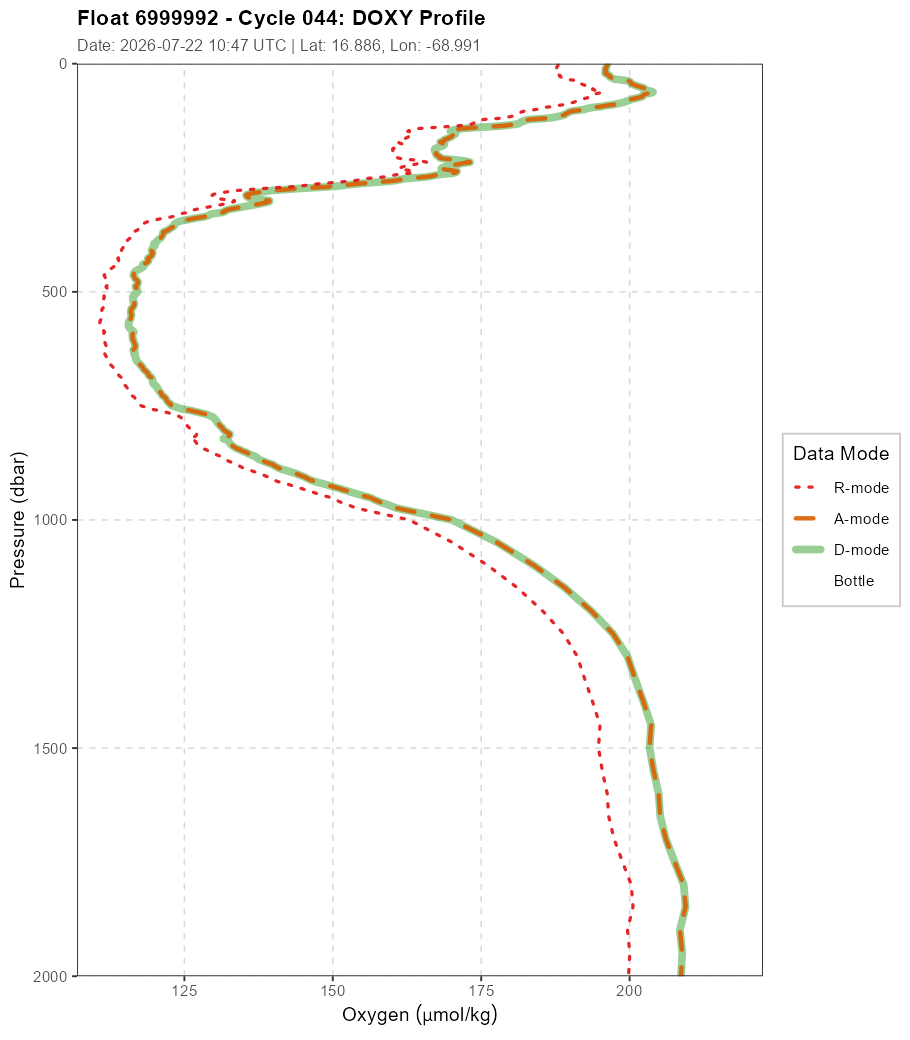 Float 6999992 - Cycle 044: DOXY Profile
Date: 2026-07-22 10:47 UTC | Lat: 16.886, Lon: -68.991
0
500
1000
1500
2000
Pressure (dbar)
125
150
175
200
Oxygen (μmol/kg)
Data Mode
R-mode
A-mode
D-mode
Bottle